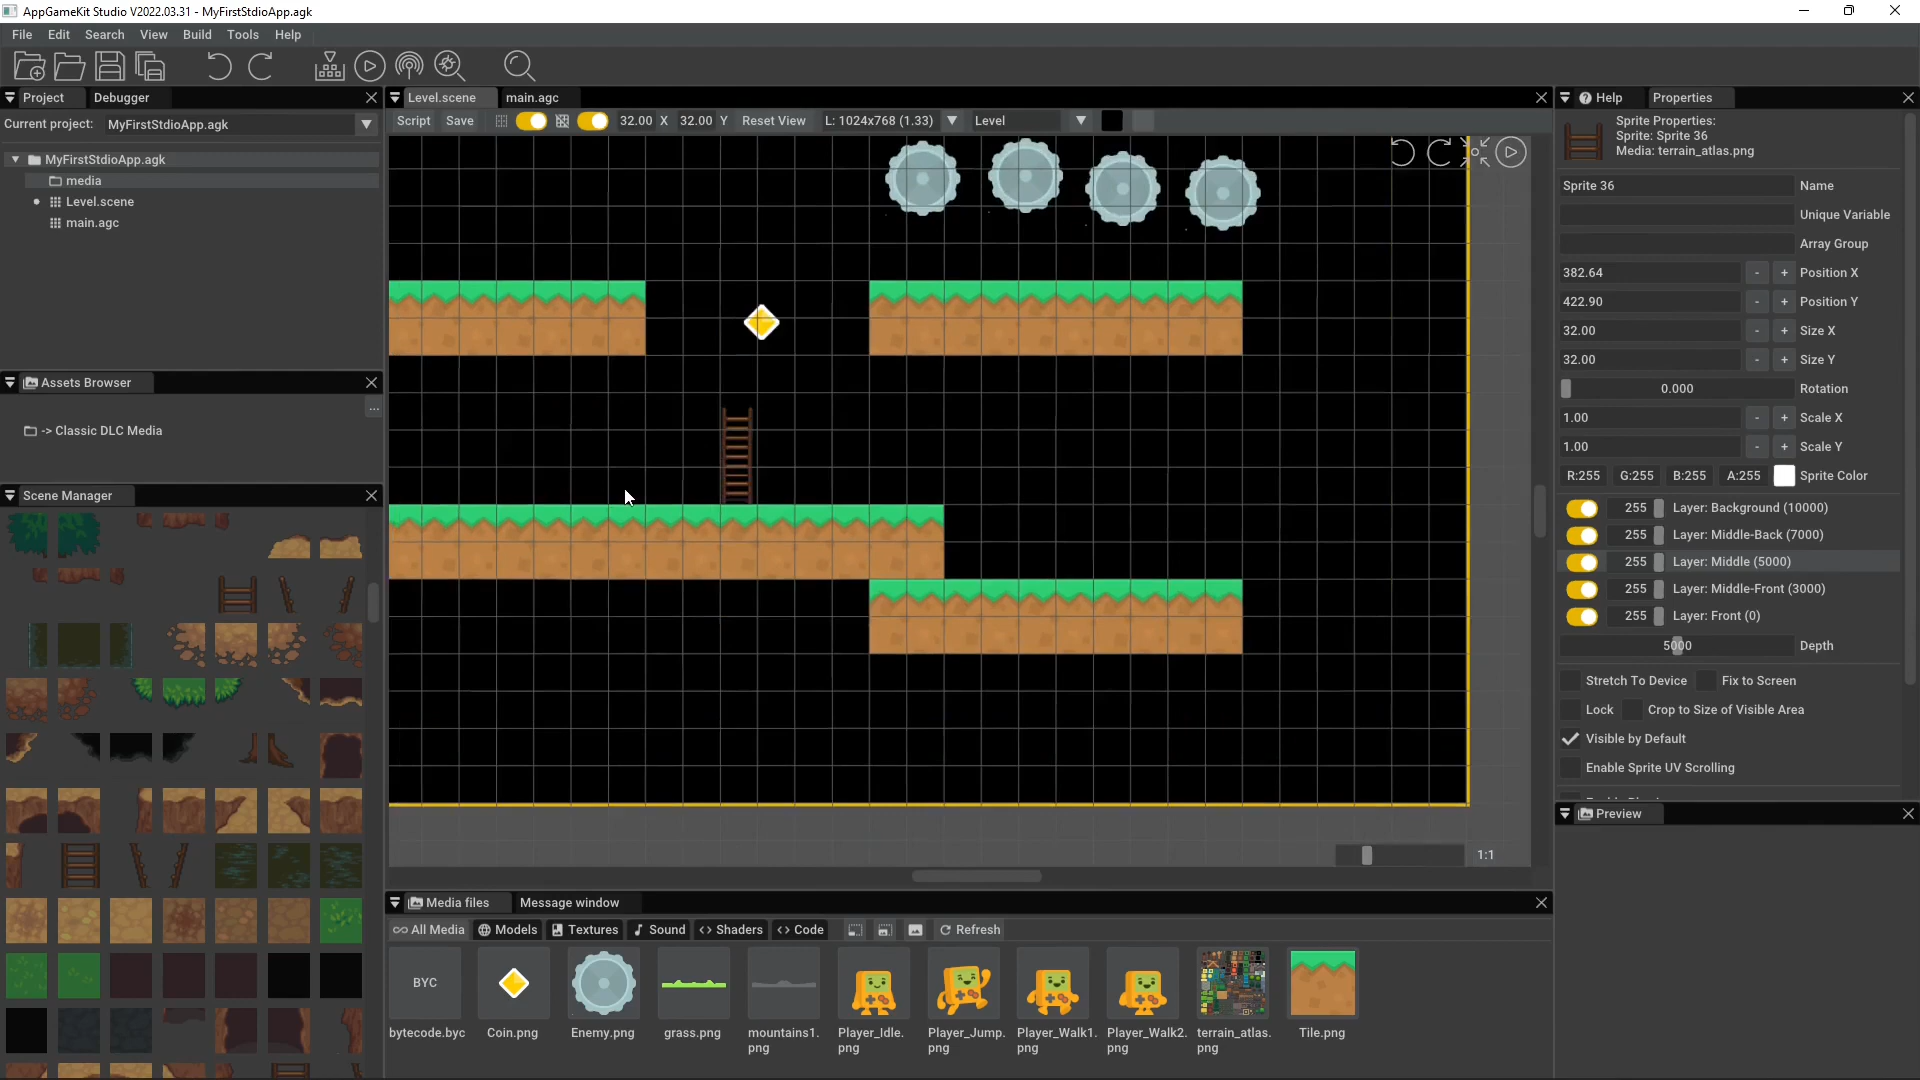 AppGameKit Studio V2022.03.31 - MyFirstStdioApp.agk
File Edit Search View Build Tools Help
Project Debugger
Current project: MyFirstStdioApp.agk
MyFirstStdioApp.agk
media
Level.scene
main.agc
Assets Browser
...
-> Classic DLC Media
Scene Manager
Level.scene main.agc
Script Save 32.00 X 32.00 Y Reset View L: 1024x768 (1.33) Level
1:1
Media files Message window
All Media Models Textures Sound Shaders Code Refresh
BYC
bytecode.byc Coin.png Enemy.png grass.png mountains1. Player_Idle. Player_Jump. Player_Walk1. Player_Walk2. terrain_atlas. Tile.png
png png png png png png
Help Properties
Sprite Properties:
Sprite: Sprite 36
Media: terrain_atlas.png
Sprite 36 Name
Unique Variable
Array Group
382.64 - + Position X
422.90 - + Position Y
32.00 - + Size X
32.00 - + Size Y
0.000 Rotation
1.00 - + Scale X
1.00 - + Scale Y
R:255 G:255 B:255 A:255 Sprite Color
255 Layer: Background (10000)
255 Layer: Middle-Back (7000)
255 Layer: Middle (5000)
255 Layer: Middle-Front (3000)
255 Layer: Front (0)
5000 Depth
Stretch To Device Fix to Screen
Lock Crop to Size of Visible Area
Visible by Default
Enable Sprite UV Scrolling
Preview